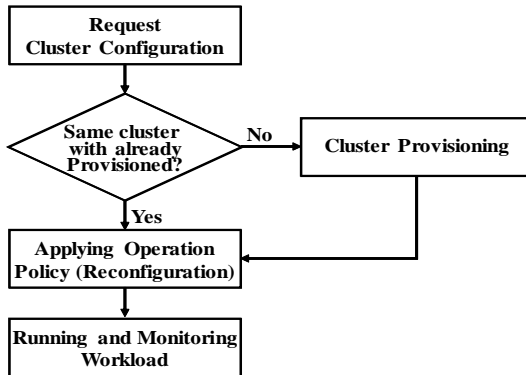 Request
Cluster Configuration
Same cluster
with already
Provisioned?
No
Cluster Provisioning
Yes
Applying Operation
Policy (Reconfiguration)
Running and Monitoring
Workload